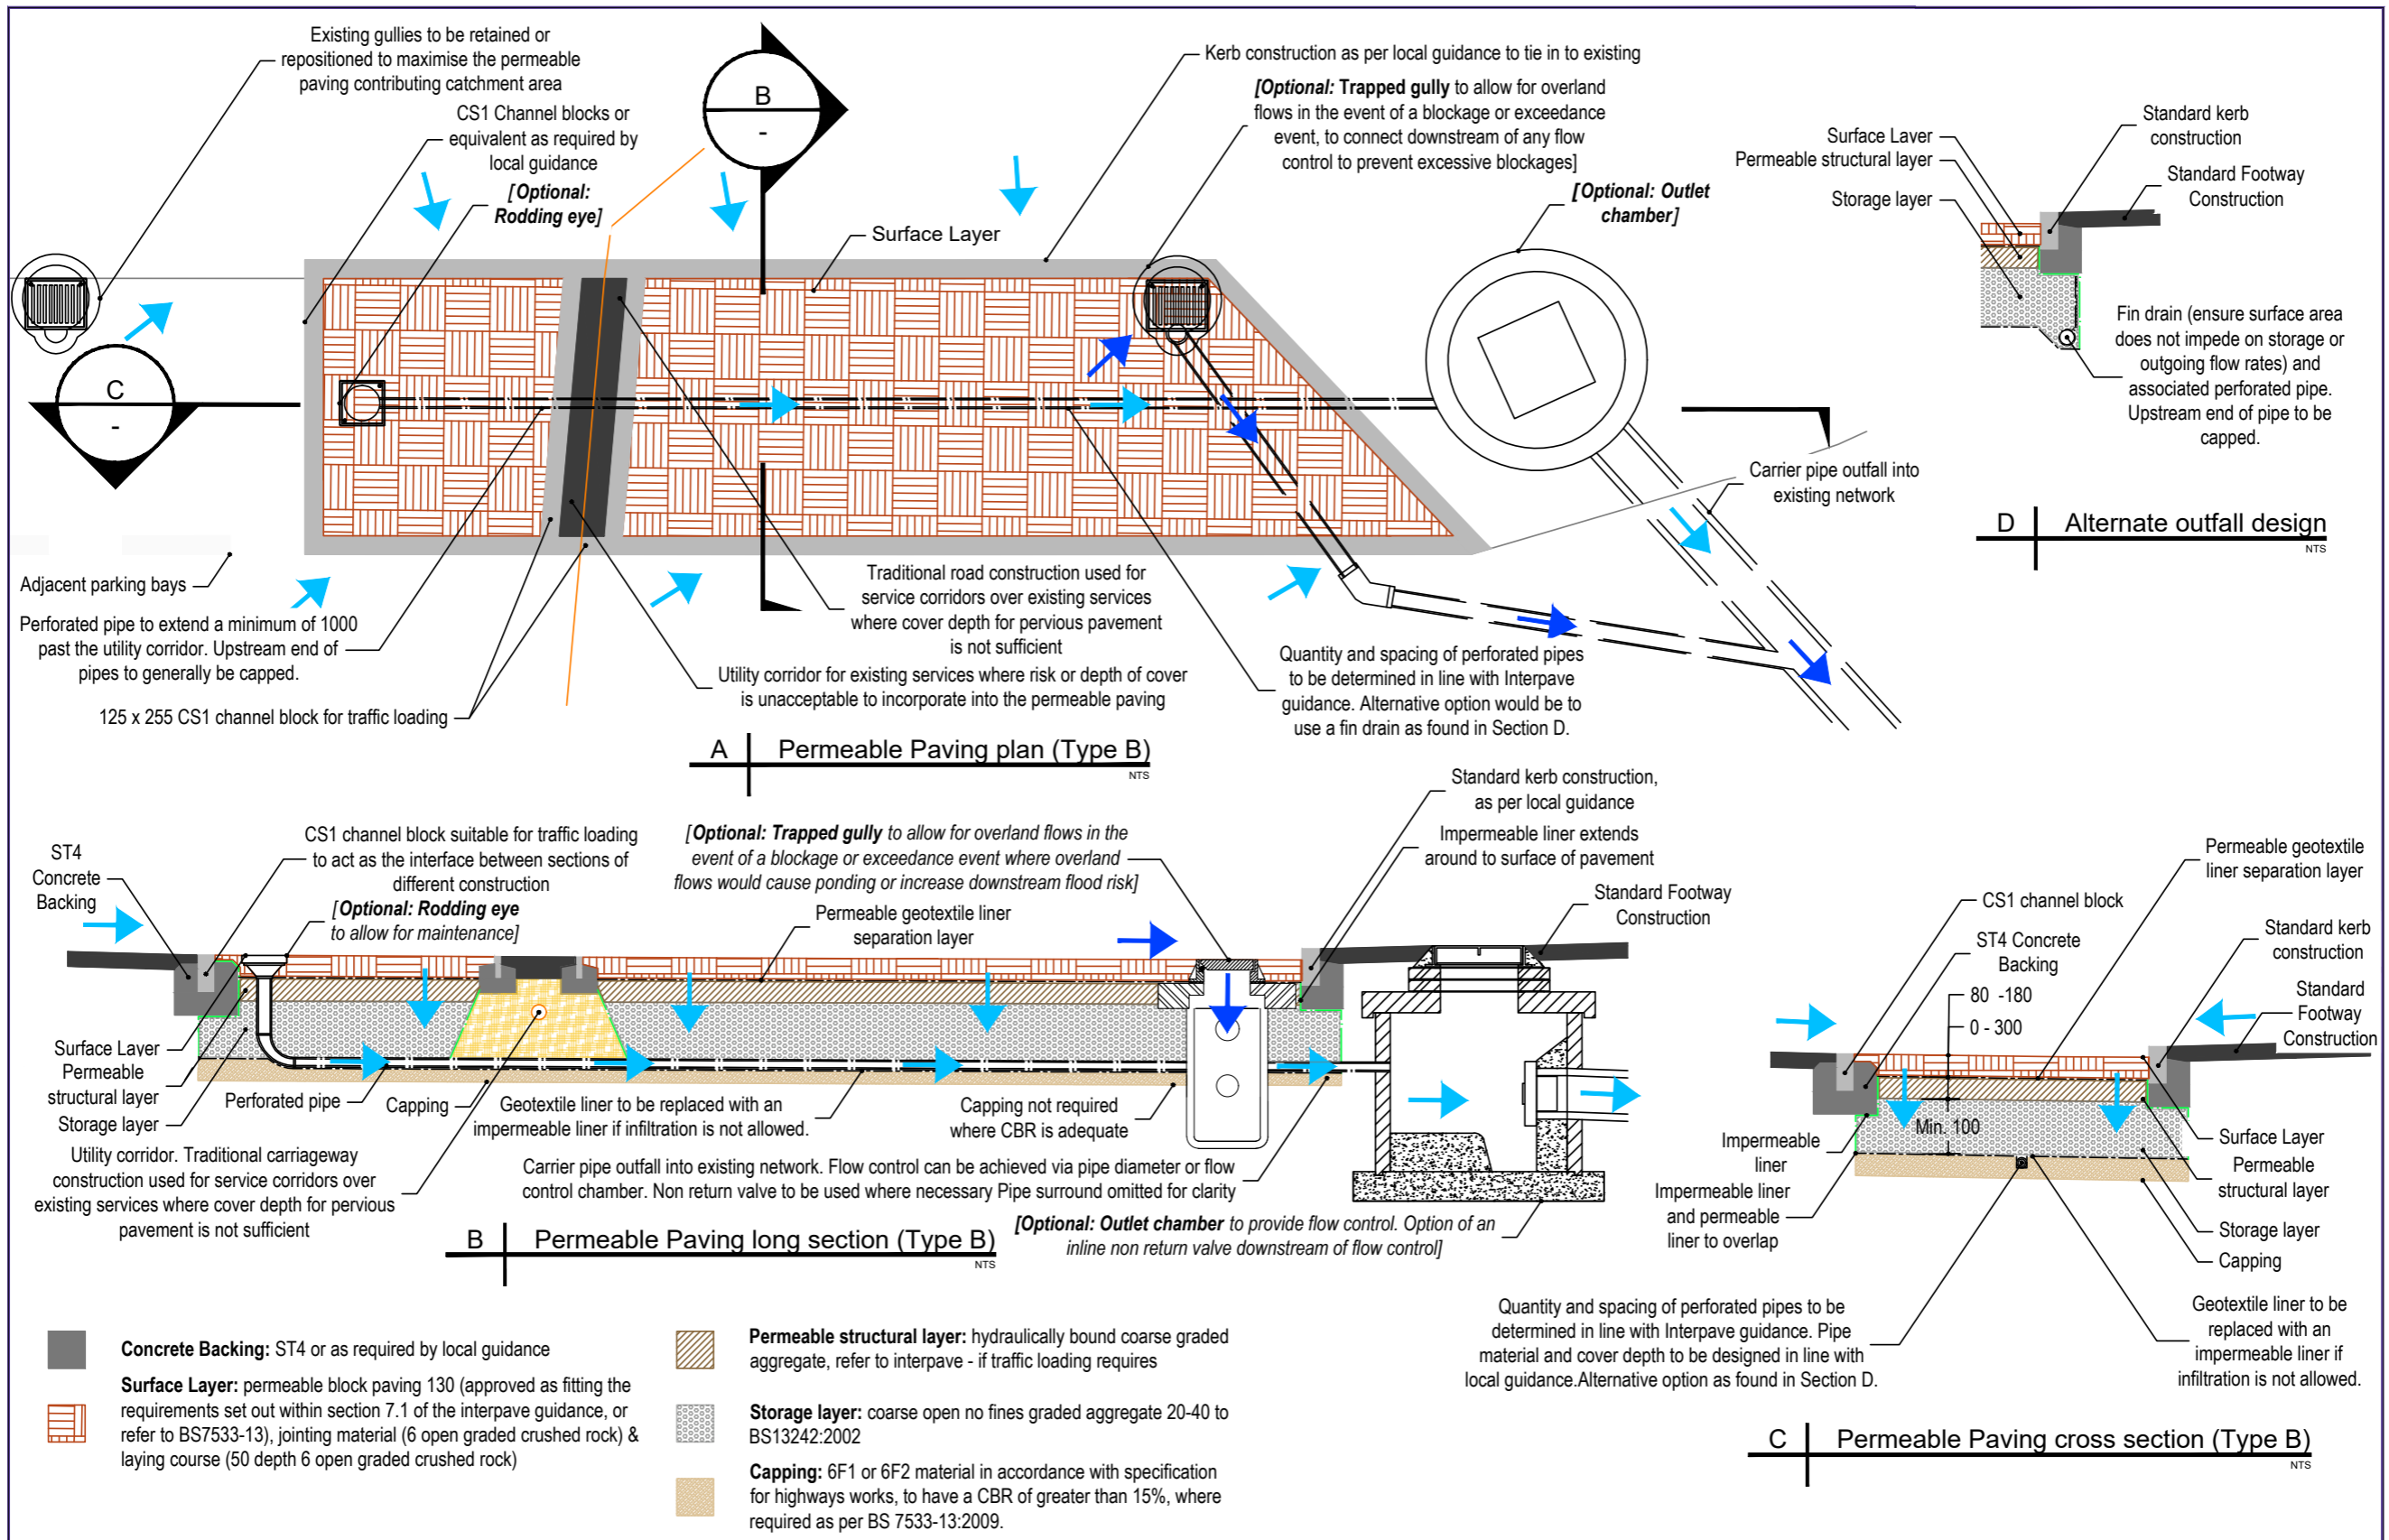 Existing gullies to be retained or
repositioned to maximise the permeable
paving contributing catchment area
CS1 Channel blocks or
equivalent as required by
local guidance
[Optional:
Rodding eye]
B
-
Surface Layer
Kerb construction as per local guidance to tie in to existing
[Optional: Trapped gully to allow for overland
flows in the event of a blockage or exceedance
event, to connect downstream of any flow
control to prevent excessive blockages]
[Optional: Outlet
chamber]
C
-
Adjacent parking bays
Perforated pipe to extend a minimum of 1000
past the utility corridor. Upstream end of
pipes to generally be capped.
125 x 255 CS1 channel block for traffic loading
Traditional road construction used for
service corridors over existing services
where cover depth for pervious pavement
is not sufficient
Utility corridor for existing services where risk or depth of cover
is unacceptable to incorporate into the permeable paving
Quantity and spacing of perforated pipes
to be determined in line with Interpave
guidance. Alternative option would be to
use a fin drain as found in Section D.
Carrier pipe outfall into
existing network
A Permeable Paving plan (Type B)
NTS
Surface Layer
Permeable structural layer
Storage layer
Standard kerb
construction
Standard Footway
Construction
Fin drain (ensure surface area
does not impede on storage or
outgoing flow rates) and
associated perforated pipe.
Upstream end of pipe to be
capped.
D Alternate outfall design
NTS
ST4
Concrete
Backing
CS1 channel block suitable for traffic loading
to act as the interface between sections of
different construction
[Optional: Rodding eye
to allow for maintenance]
[Optional: Trapped gully to allow for overland flows in the
event of a blockage or exceedance event where overland
flows would cause ponding or increase downstream flood risk]
Permeable geotextile liner
separation layer
Standard kerb construction,
as per local guidance
Impermeable liner extends
around to surface of pavement
Standard Footway
Construction
Surface Layer
Permeable
structural layer
Storage layer
Perforated pipe
Capping
Geotextile liner to be replaced with an
impermeable liner if infiltration is not allowed.
Capping not required
where CBR is adequate
Utility corridor. Traditional carriageway
construction used for service corridors over
existing services where cover depth for pervious
pavement is not sufficient
Carrier pipe outfall into existing network. Flow control can be achieved via pipe diameter or flow
control chamber. Non return valve to be used where necessary Pipe surround omitted for clarity
[Optional: Outlet chamber to provide flow control. Option of an
inline non return valve downstream of flow control]
B Permeable Paving long section (Type B)
NTS
Permeable geotextile
liner separation layer
CS1 channel block
ST4 Concrete
Backing
80 -180
0 - 300
Min. 100
Standard kerb
construction
Standard
Footway
Construction
Impermeable
liner
Impermeable liner
and permeable
liner to overlap
Surface Layer
Permeable
structural layer
Storage layer
Capping
Quantity and spacing of perforated pipes to be
determined in line with Interpave guidance. Pipe
material and cover depth to be designed in line with
local guidance.Alternative option as found in Section D.
Geotextile liner to be
replaced with an
impermeable liner if
infiltration is not allowed.
C Permeable Paving cross section (Type B)
NTS
Concrete Backing: ST4 or as required by local guidance
Surface Layer: permeable block paving 130 (approved as fitting the
requirements set out within section 7.1 of the interpave guidance, or
refer to BS7533-13), jointing material (6 open graded crushed rock) &
laying course (50 depth 6 open graded crushed rock)
Permeable structural layer: hydraulically bound coarse graded
aggregate, refer to interpave - if traffic loading requires
Storage layer: coarse open no fines graded aggregate 20-40 to
BS13242:2002
Capping: 6F1 or 6F2 material in accordance with specification
for highways works, to have a CBR of greater than 15%, where
required as per BS 7533-13:2009.